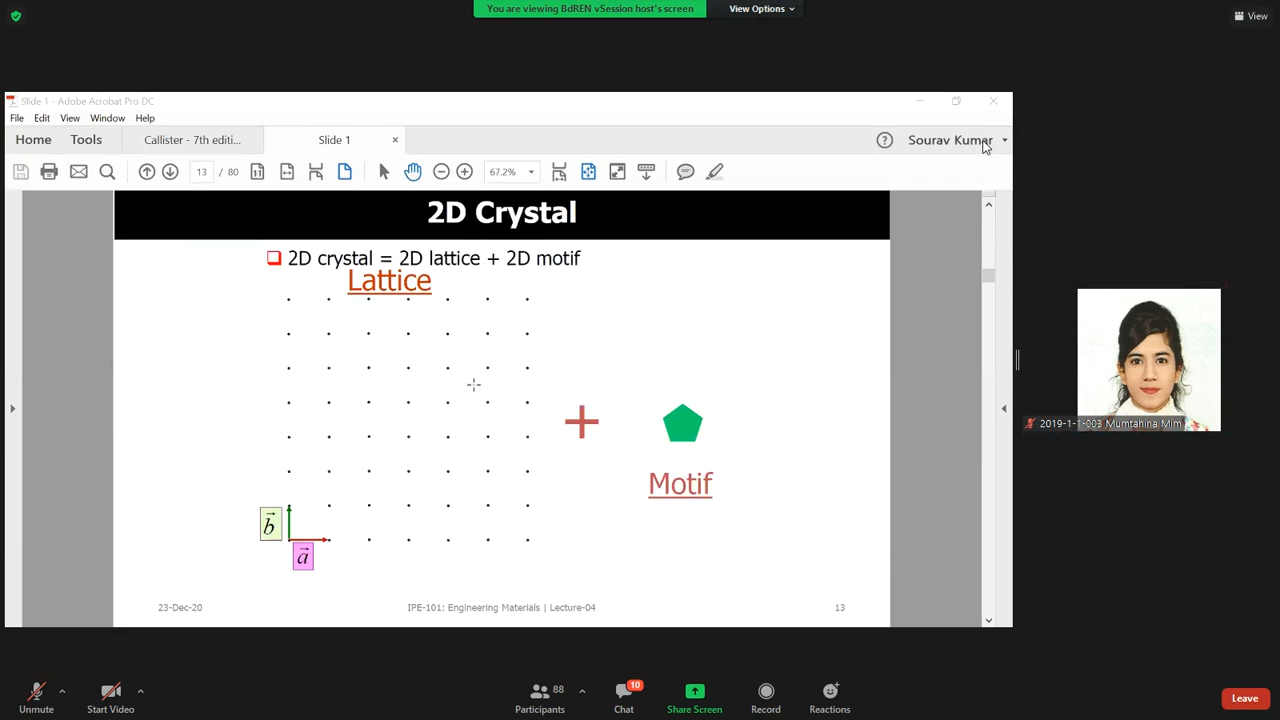 You are viewing BdREN vSession host's screen
View Options
View
Slide 1 - Adobe Acrobat Pro DC
File Edit View Window Help
Home Tools Callister - 7th editi... Slide 1 × ? Sourav Kumar
13 / 80 67.2%
2D Crystal
2D crystal = 2D lattice + 2D motif
Lattice
+
Motif
b
a
23-Dec-20 IPE-101: Engineering Materials | Lecture-04 13
2019-1-1-003 Mumtahina Mim
88 10
Unmute Start Video Participants Chat Share Screen Record Reactions Leave